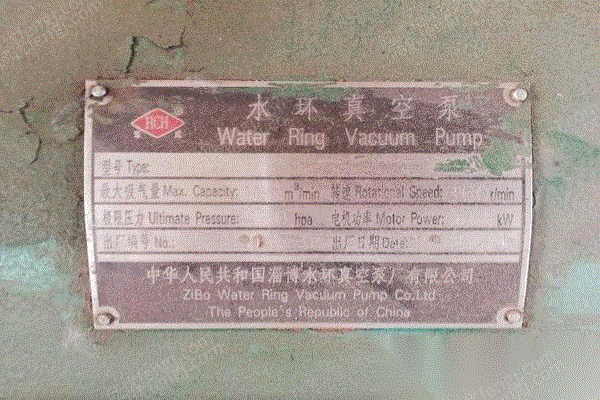 水环真空泵
Water Ring Vacuum Pump
型号 Type:
最大吸气量 Max. Capacity: m³/min 转速 Rotational Speed: r/min
极限压力 Ultimate Pressure: hpa 电机功率 Motor Power: kW
出厂编号 No.: 出厂日期 Date:
中华人民共和国淄博水环真空泵厂有限公司
ZIBo Water Ring Vacuum Pump Co.Ltd
The People's Republic of China